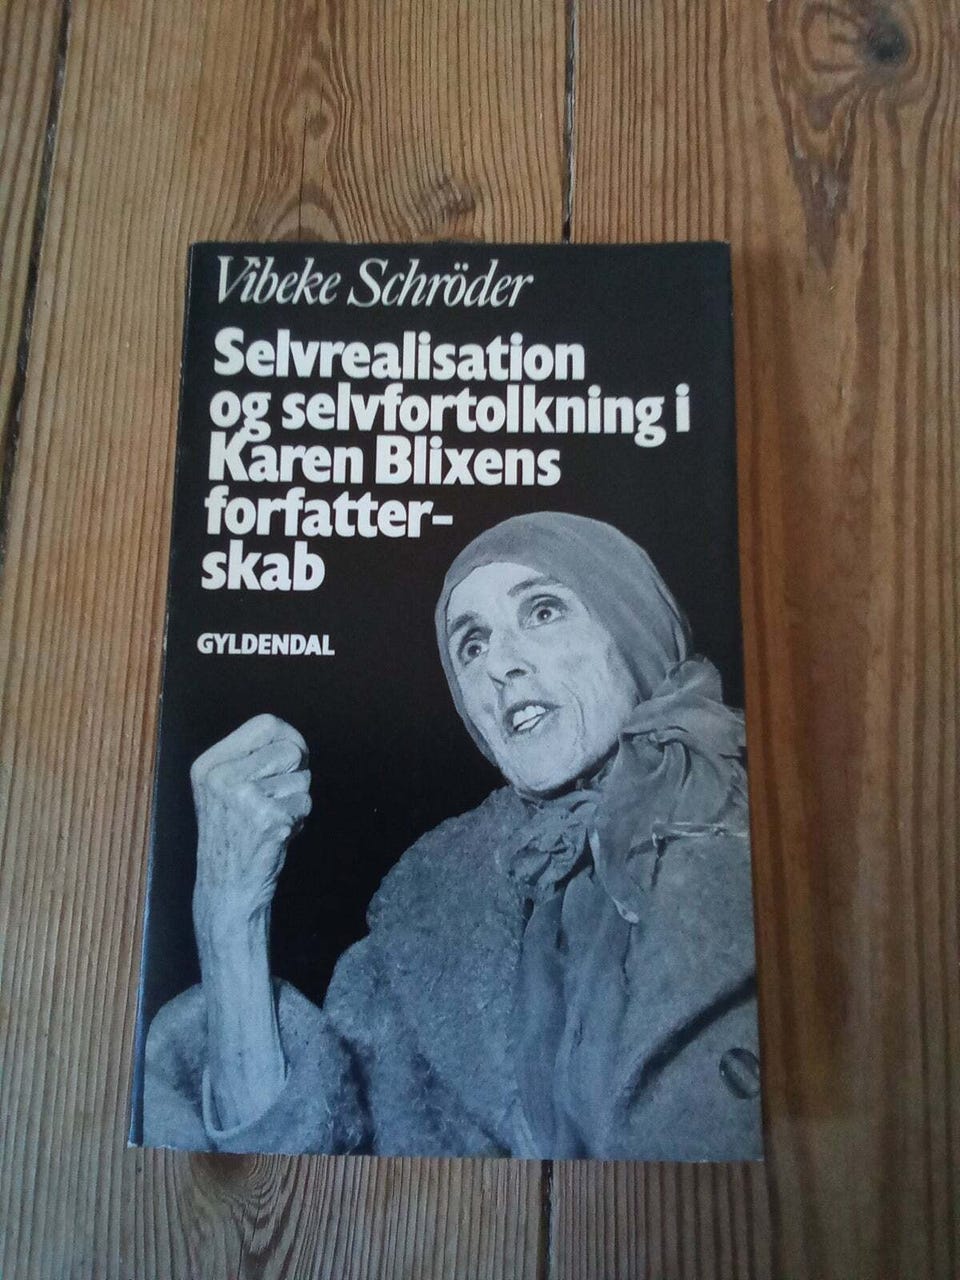 Vibeke Schröder
Selvrealisation
og selvfortolkning i
Karen Blixens
forfatter-
skab
GYLDENDAL